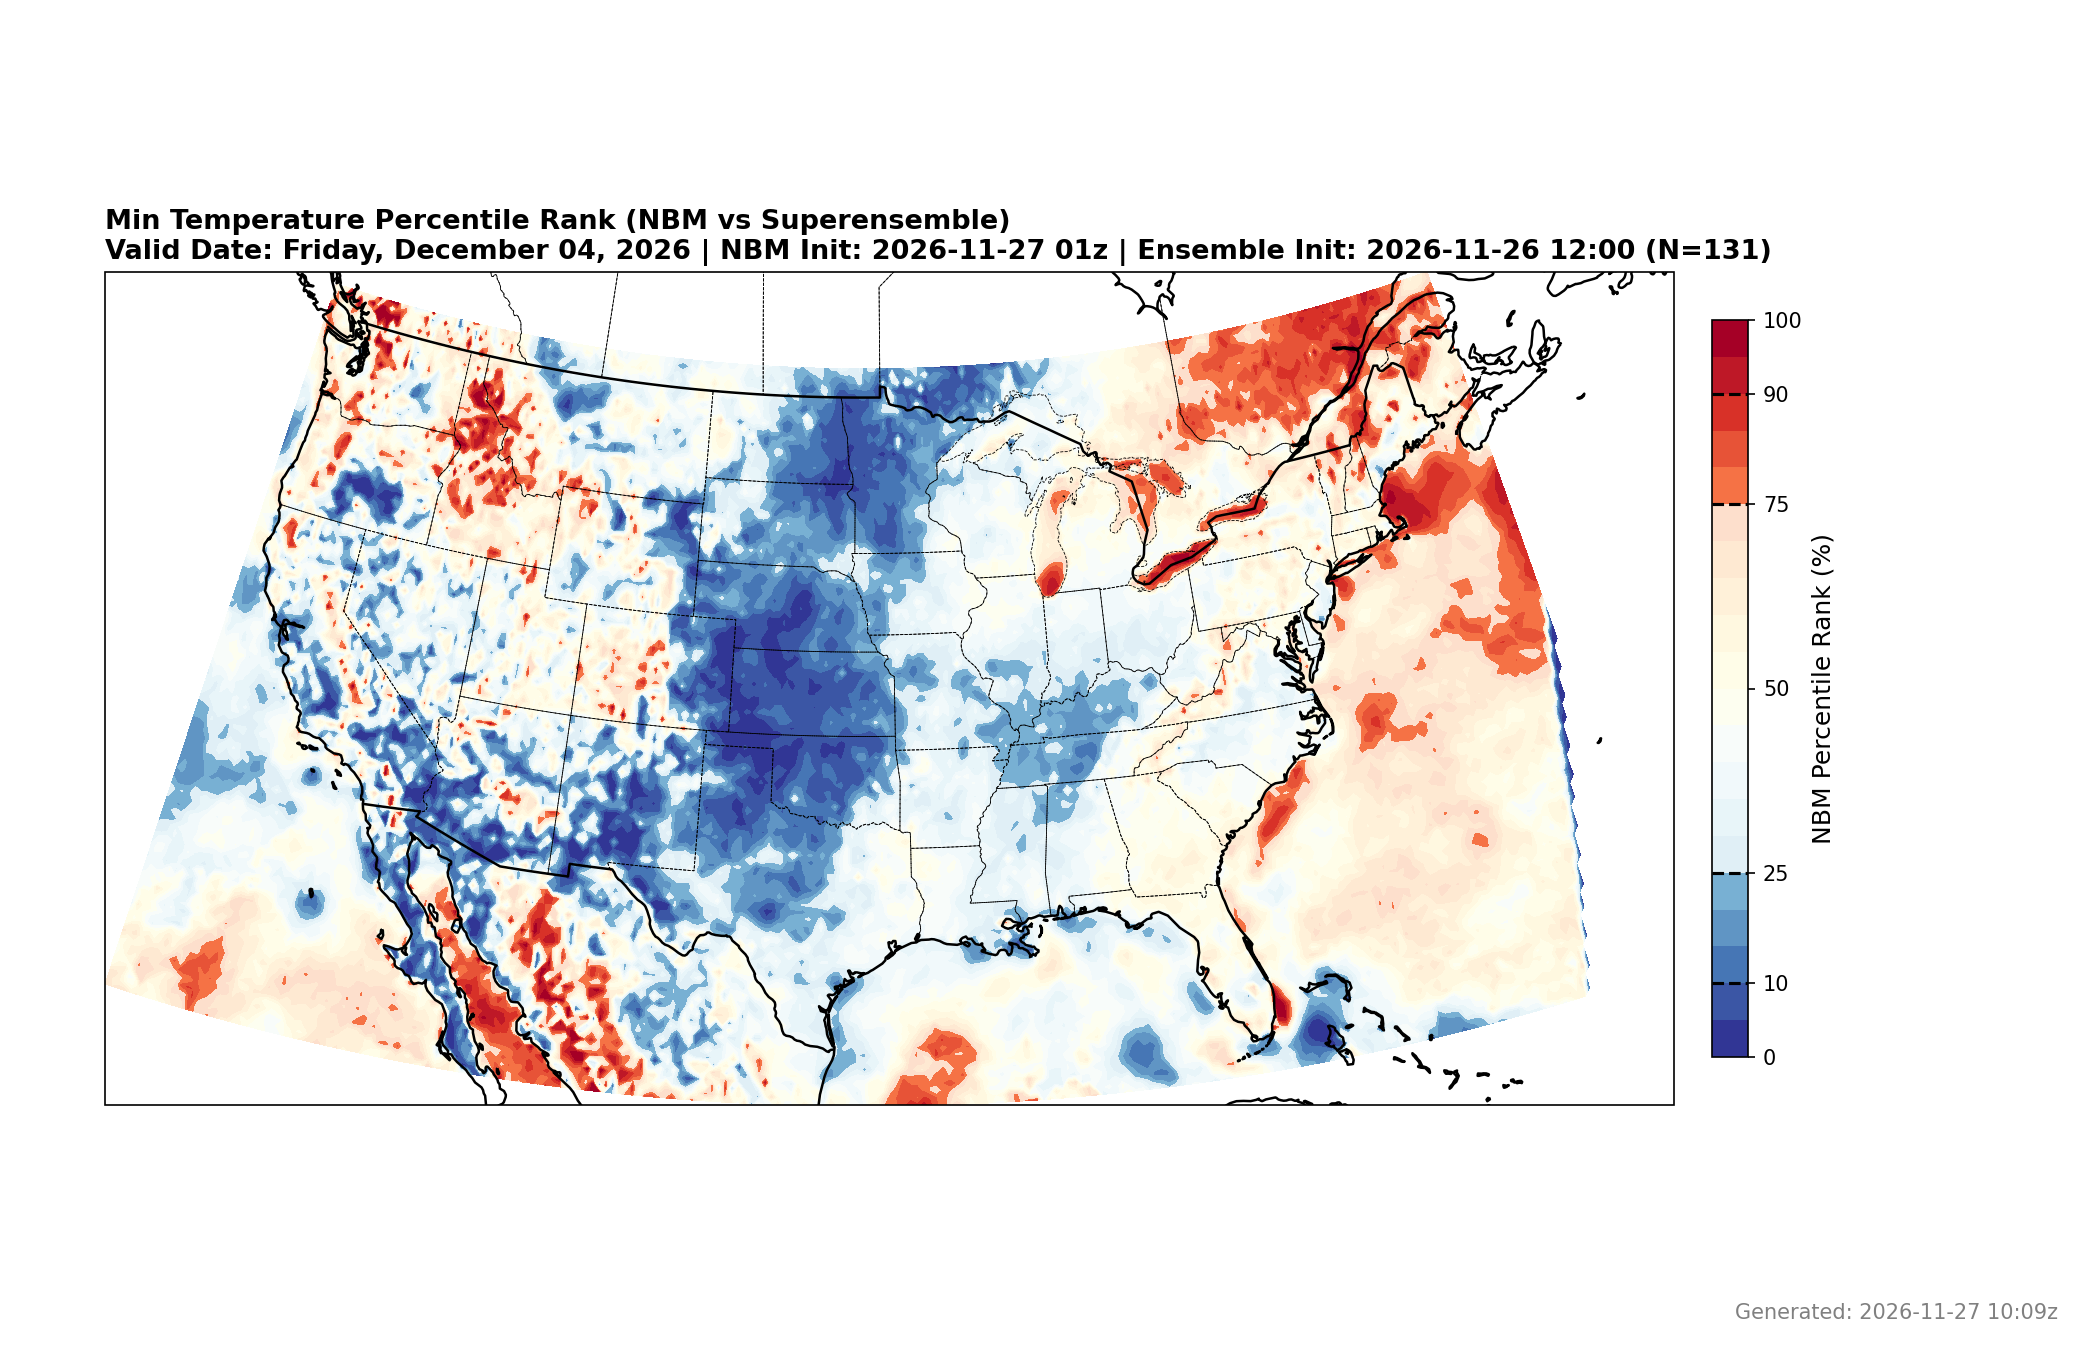 Min Temperature Percentile Rank (NBM vs Superensemble)
Valid Date: Friday, December 04, 2026 | NBM Init: 2026-11-27 01z | Ensemble Init: 2026-11-26 12:00 (N=131)
100
90
75
50
25
10
0
NBM Percentile Rank (%)
Generated: 2026-11-27 10:09z